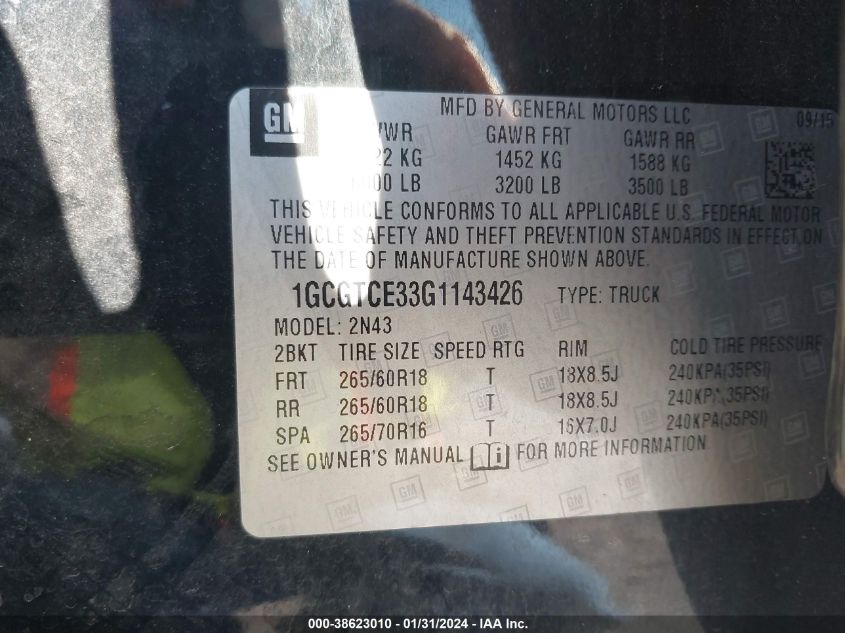 GM MFD BY GENERAL MOTORS LLC 09/15
GAWR FRT GAWR RR
KG 1452 KG 1588 KG
LB 3200 LB 3500 LB
THIS VEHICLE CONFORMS TO ALL APPLICABLE U.S. FEDERAL MOTOR
VEHICLE SAFETY AND THEFT PREVENTION STANDARDS IN EFFECT ON
THE DATE OF MANUFACTURE SHOWN ABOVE.
1GCGTCE33G1143426 TYPE: TRUCK
MODEL: 2N43
2BKT TIRE SIZE SPEED RTG RIM COLD TIRE PRESSURE
FRT 265/60R18 T 18X8.5J 240KPA(35PSI)
RR 265/60R18 T 18X8.5J 240KPA(35PSI)
SPA 265/70R16 T 16X7.0J 240KPA(35PSI)
SEE OWNER'S MANUAL i FOR MORE INFORMATION
000-38623010 - 01/31/2024 - IAA Inc.